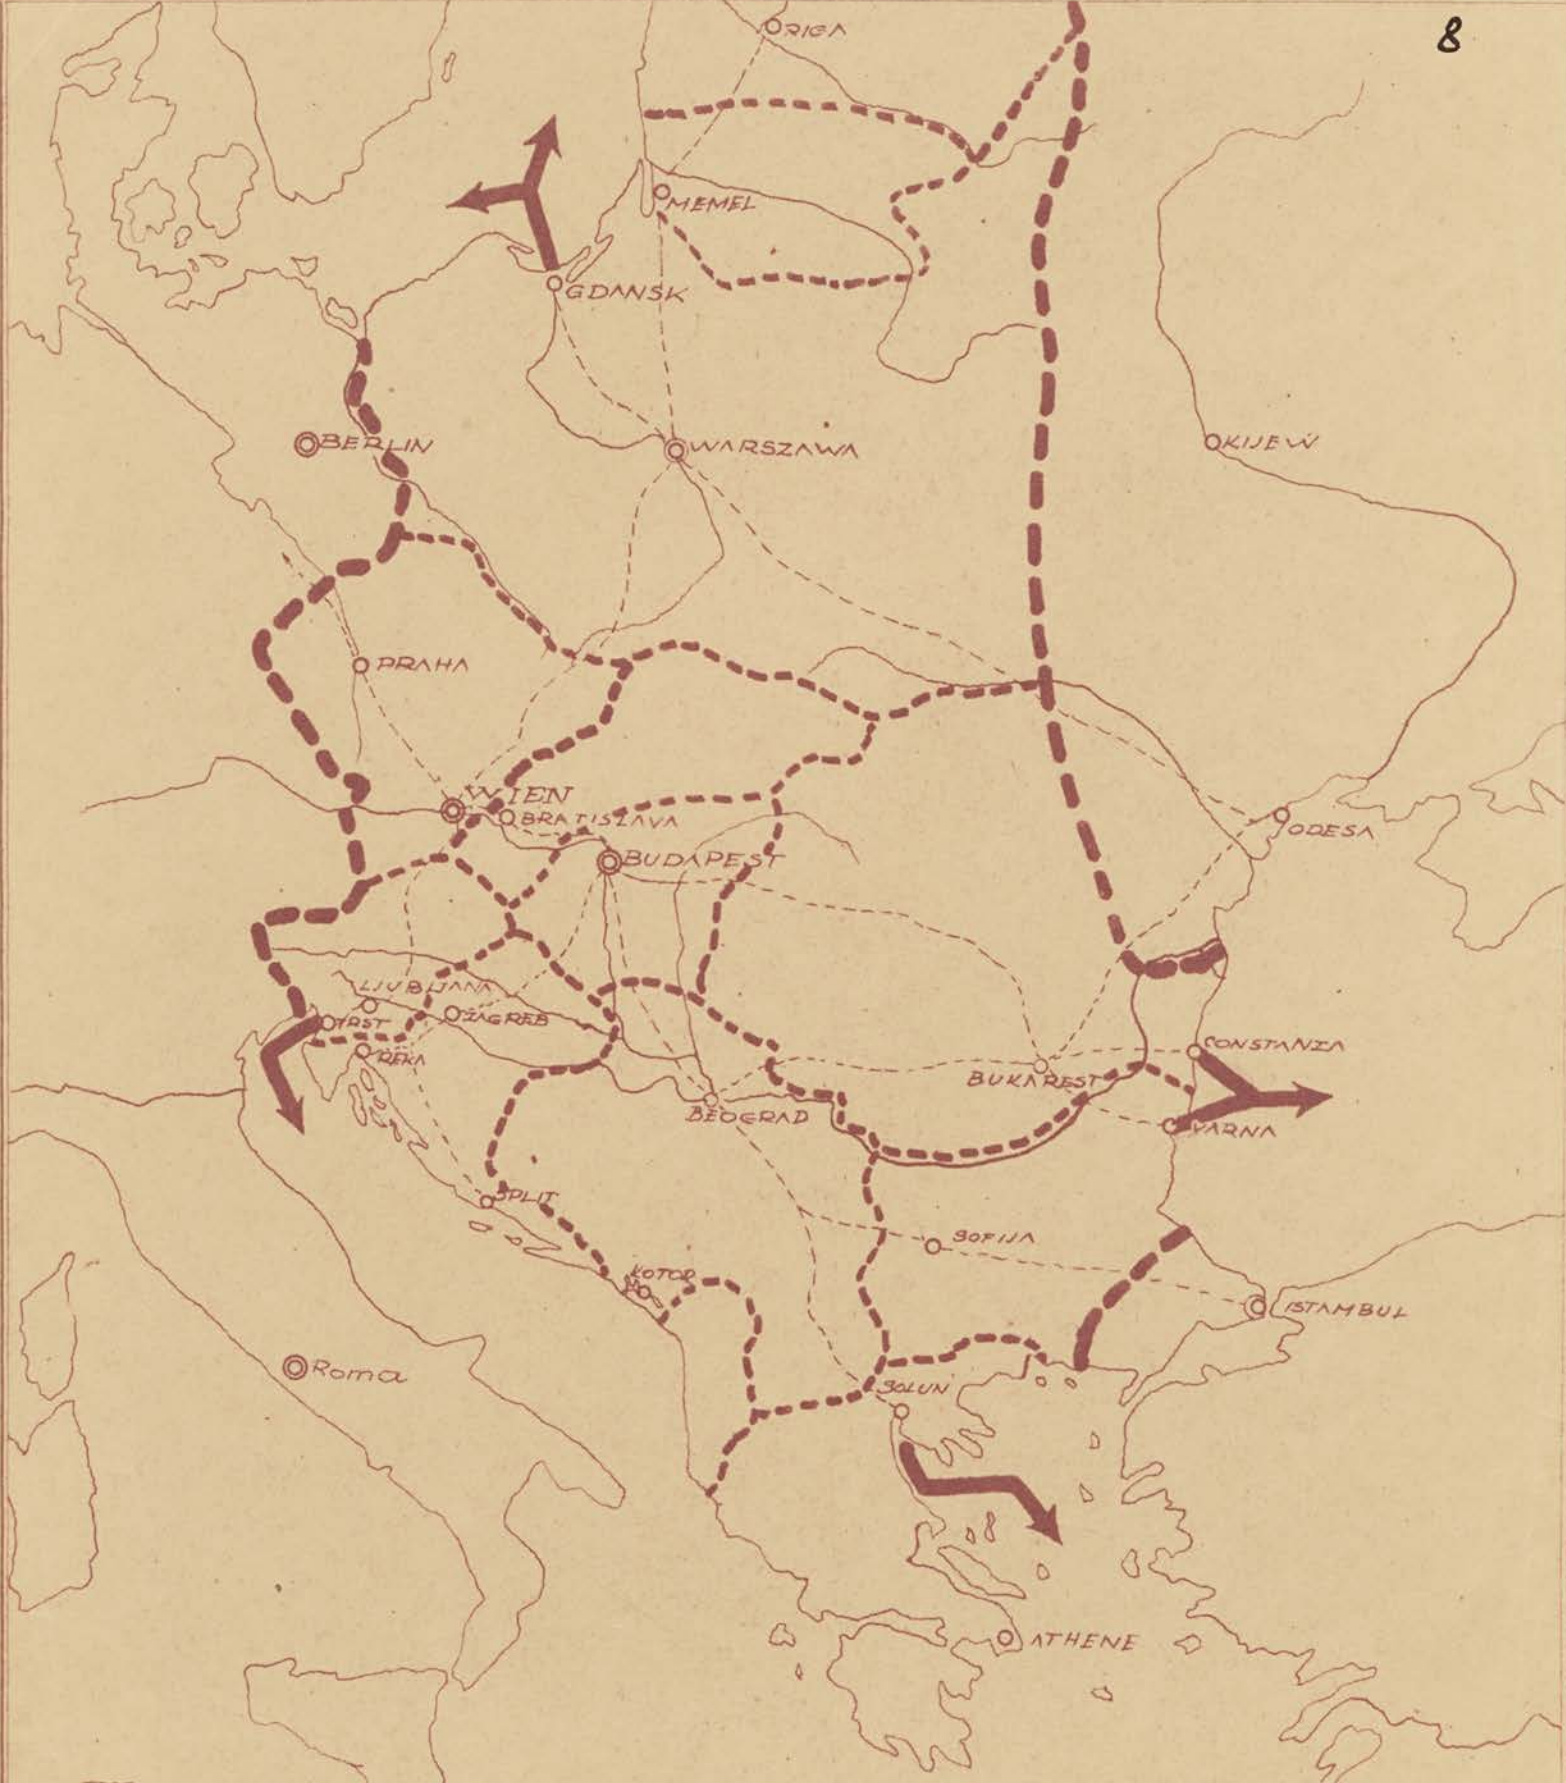 8
RIGA
MEMEL
GDANSK
BERLIN
WARSZAWA
KIJEW
PRAHA
WIEN
BRATISLAVA
ODESA
BUDAPEST
LJUBLJANA
TRST
ZAGREB
REKA
CONSTANZA
BUKAREST
BEOGRAD
VARNA
SPLIT
SOFIJA
KOTOR
ISTAMBUL
Roma
SOLUN
ATHENE